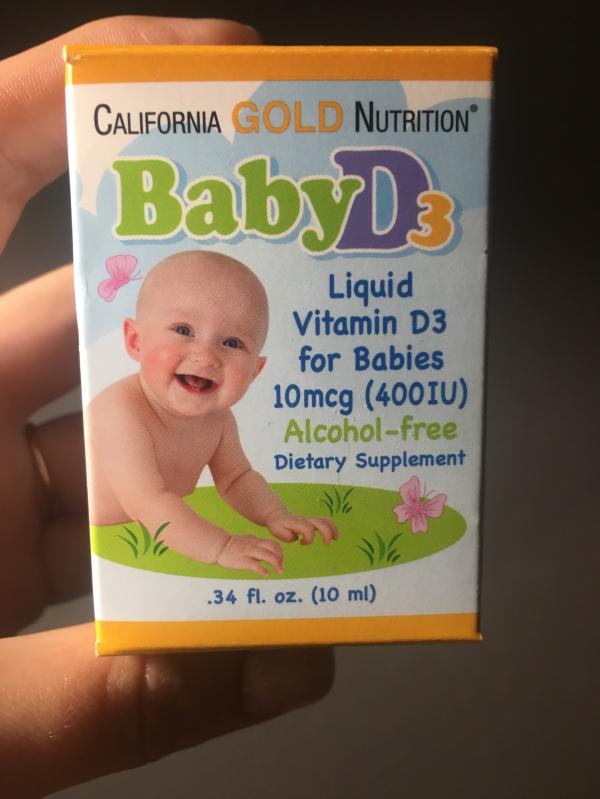 CALIFORNIA GOLD NUTRITION®
BabyD3
Liquid
Vitamin D3
for Babies
10mcg (400IU)
Alcohol-free
Dietary Supplement
.34 fl. oz. (10 ml)